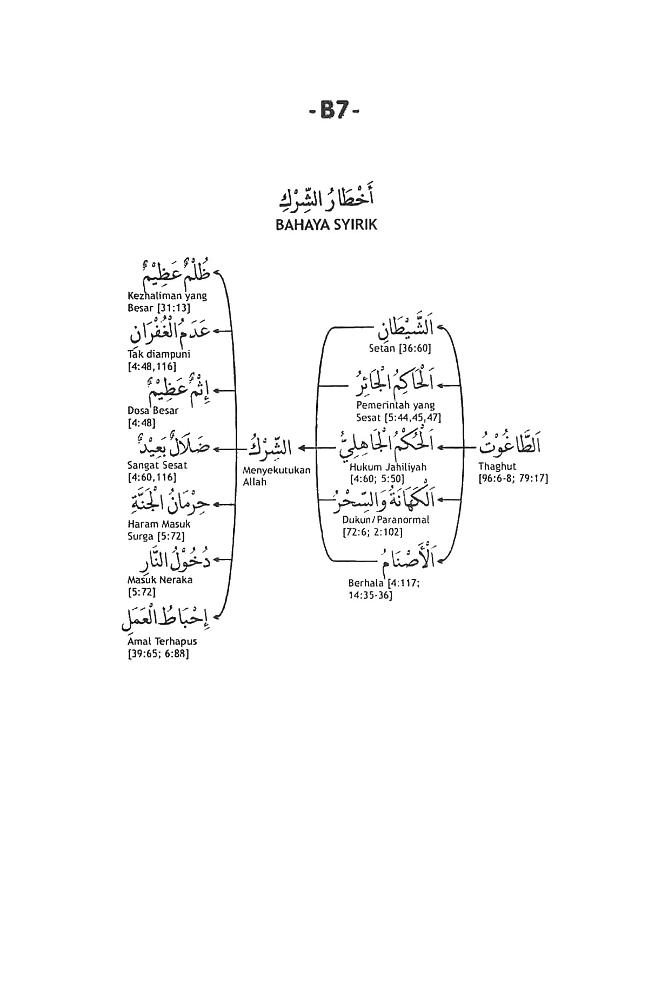 -B7-
أَخْطَارُ الشِّرْكِ
BAHAYA SYIRIK
اَلطَّاغُوْتُ
Thaghut
[96:6-8; 79:17]
اَلشَّيْطَانِ
Setan [36:60]
اَلْحَاكِمُ الْجَائِرُ
Pemerintah yang
Sesat [5:44,45,47]
اَلْحُكْمُ الْجَاهِلِيُّ
Hukum Jahiliyah
[4:60; 5:50]
اَلْكَهَانَةُ وَالسِّحْرُ
Dukun/Paranormal
[72:6; 2:102]
اَلْأَصْنَامُ
Berhala [4:117;
14:35-36]
الشِّرْكُ
Menyekutukan
Allah
ظُلْمٌ عَظِيْمٌ
Kezhaliman yang
Besar [31:13]
عَدَمُ الْغُفْرَانِ
Tak diampuni
[4:48,116]
إِثْمٌ عَظِيْمٌ
Dosa Besar
[4:48]
ضَلَالٌ بَعِيْدٌ
Sangat Sesat
[4:60,116]
حِرْمَانُ الْجَنَّةِ
Haram Masuk
Surga [5:72]
دُخُوْلُ النَّارِ
Masuk Neraka
[5:72]
إِحْبَاطُ الْعَمَلِ
Amal Terhapus
[39:65; 6:88]